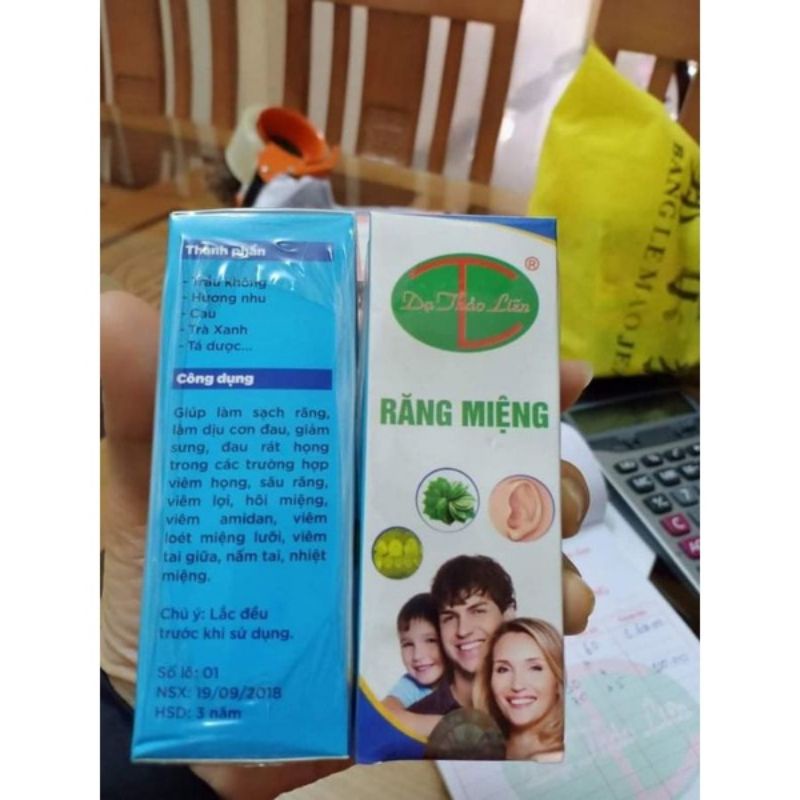 Thành phần
- Trầu không
- Hương nhu
- Cau
- Trà Xanh
- Tá dược...
Công dụng
Giúp làm sạch răng,
làm dịu cơn đau, giảm
sưng, đau rát họng
trong các trường hợp
viêm họng, sâu răng,
viêm lợi, hôi miệng,
viêm amidan, viêm
loét miệng lưỡi, viêm
tai giữa, nấm tai, nhiệt
miệng.
Chú ý: Lắc đều
trước khi sử dụng.
Số lô: 01
NSX: 19/09/2018
HSD: 3 năm
®
Dạ Thảo Liên
RĂNG MIỆNG
BANGLEMAOJE